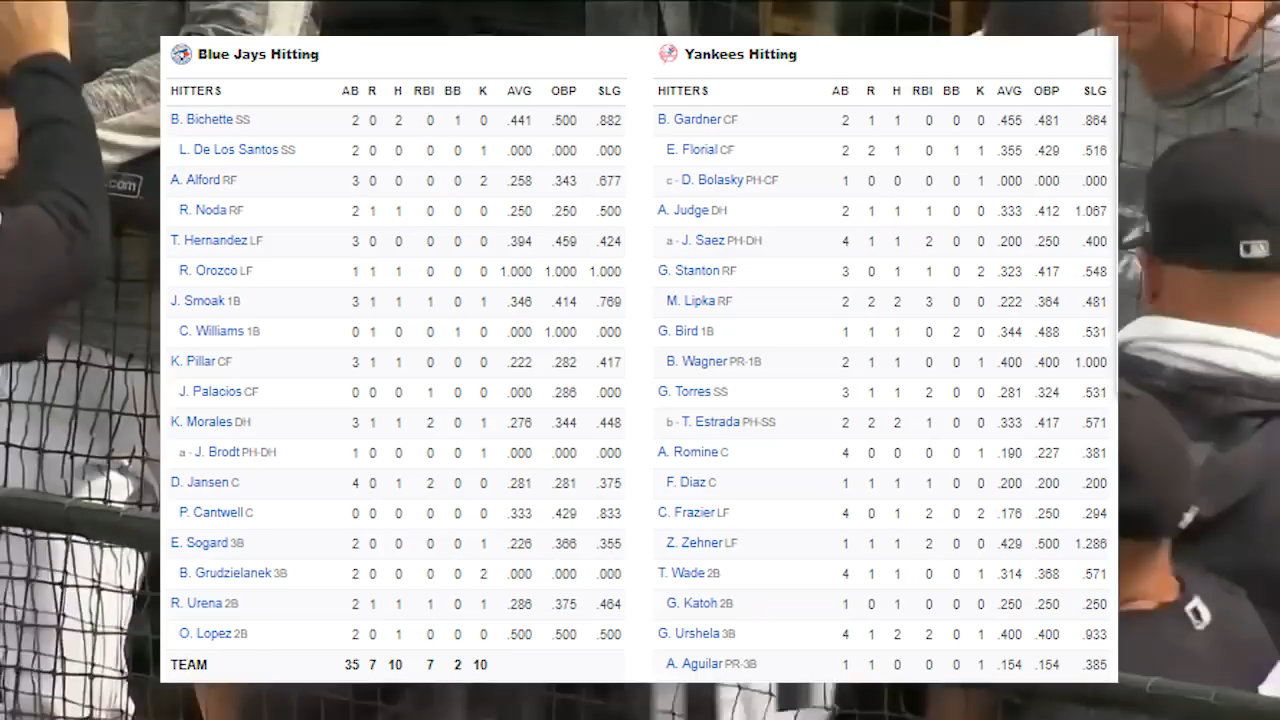 Blue Jays Hitting
HITTERS AB R H RBI BB K AVG OBP SLG
B. Bichette SS 2 0 2 0 1 0 .441 .500 .882
L. De Los Santos SS 2 0 0 0 0 1 .000 .000 .000
A. Alford RF 3 0 0 0 0 2 .258 .343 .677
R. Noda RF 2 1 1 0 0 0 .250 .250 .500
T. Hernandez LF 3 0 0 0 0 0 .394 .459 .424
R. Orozco LF 1 1 1 0 0 0 1.000 1.000 1.000
J. Smoak 1B 3 1 1 1 0 1 .346 .414 .769
C. Williams 1B 0 1 0 0 1 0 .000 1.000 .000
K. Pillar CF 3 1 1 0 0 0 .222 .282 .417
J. Palacios CF 0 0 0 1 0 0 .000 .286 .000
K. Morales DH 3 1 1 2 0 1 .276 .344 .448
a - J. Brodt PH-DH 1 0 0 0 0 1 .000 .000 .000
D. Jansen C 4 0 1 2 0 0 .281 .281 .375
P. Cantwell C 0 0 0 0 0 0 .333 .429 .833
E. Sogard 3B 2 0 0 0 0 1 .226 .366 .355
B. Grudzielanek 3B 2 0 0 0 0 2 .000 .000 .000
R. Urena 2B 2 1 1 1 0 1 .286 .375 .464
O. Lopez 2B 2 0 1 0 0 0 .500 .500 .500
TEAM 35 7 10 7 2 10
Yankees Hitting
HITTERS AB R H RBI BB K AVG OBP SLG
B. Gardner CF 2 1 1 0 0 0 .455 .481 .864
E. Florial CF 2 2 1 0 1 1 .355 .429 .516
c - D. Bolasky PH-CF 1 0 0 0 0 1 .000 .000 .000
A. Judge DH 2 1 1 1 0 0 .333 .412 1.067
a - J. Saez PH-DH 4 1 1 2 0 0 .200 .250 .400
G. Stanton RF 3 0 1 1 0 2 .323 .417 .548
M. Lipka RF 2 2 2 3 0 0 .222 .364 .481
G. Bird 1B 1 1 1 0 2 0 .344 .488 .531
B. Wagner PR-1B 2 1 1 0 0 1 .400 .400 1.000
G. Torres SS 3 1 1 2 0 0 .281 .324 .531
b - T. Estrada PH-SS 2 2 2 1 0 0 .333 .417 .571
A. Romine C 4 0 0 0 0 1 .190 .227 .381
F. Diaz C 1 1 1 1 0 0 .200 .200 .200
C. Frazier LF 4 0 1 2 0 2 .176 .250 .294
Z. Zehner LF 1 1 1 2 0 0 .429 .500 1.286
T. Wade 2B 4 1 1 0 0 1 .314 .368 .571
G. Katoh 2B 1 0 1 0 0 0 .250 .250 .250
G. Urshela 3B 4 1 2 2 0 1 .400 .400 .933
A. Aguilar PR-3B 1 1 0 0 0 1 .154 .154 .385
.com